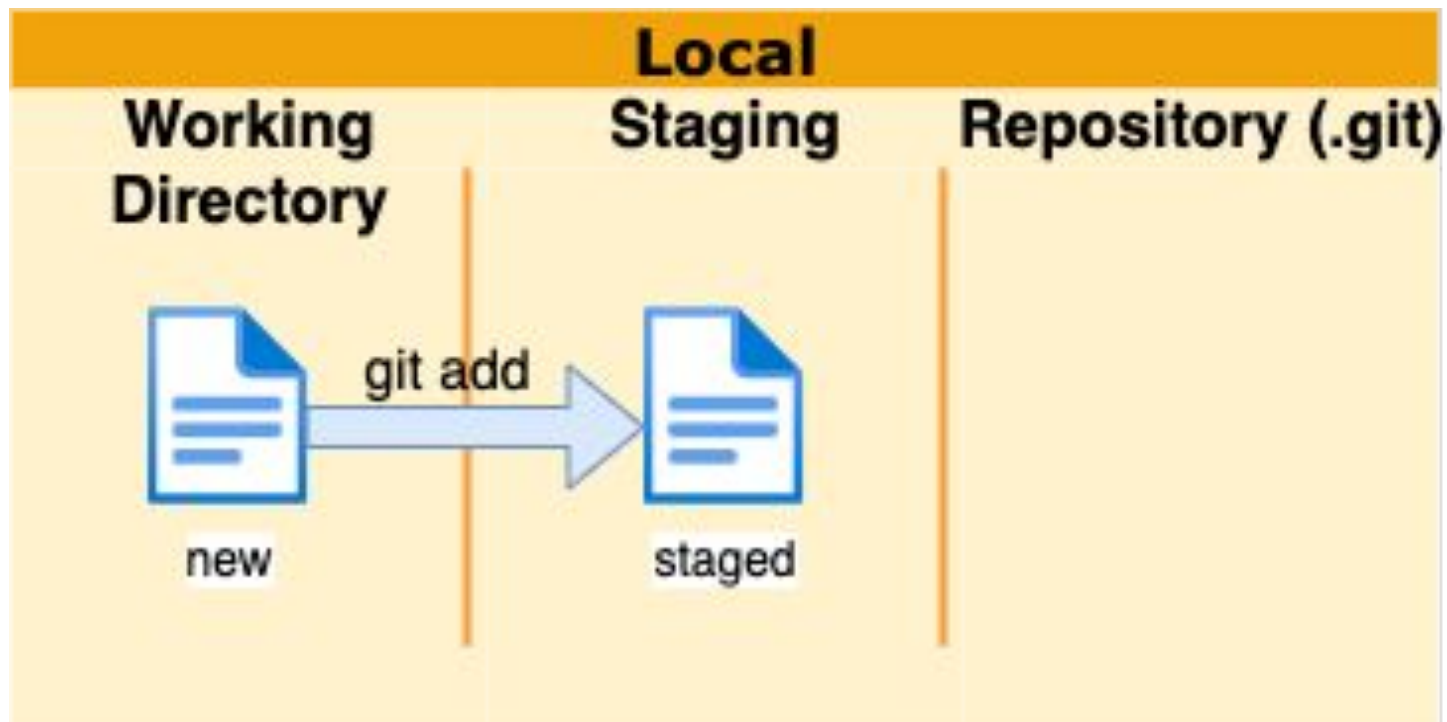 Local
Working
Directory
Staging
Repository (.git)
git add
new
staged